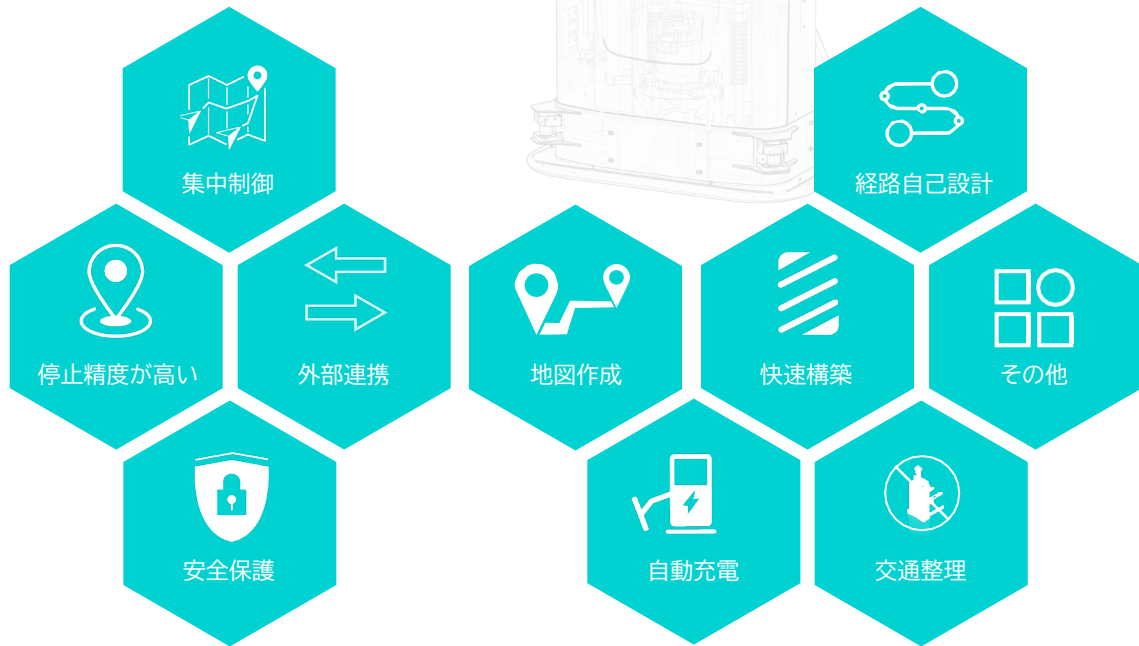 集中制御
経路自己設計
停止精度が高い
外部連携
地図作成
快速構築
その他
安全保護
自動充電
交通整理